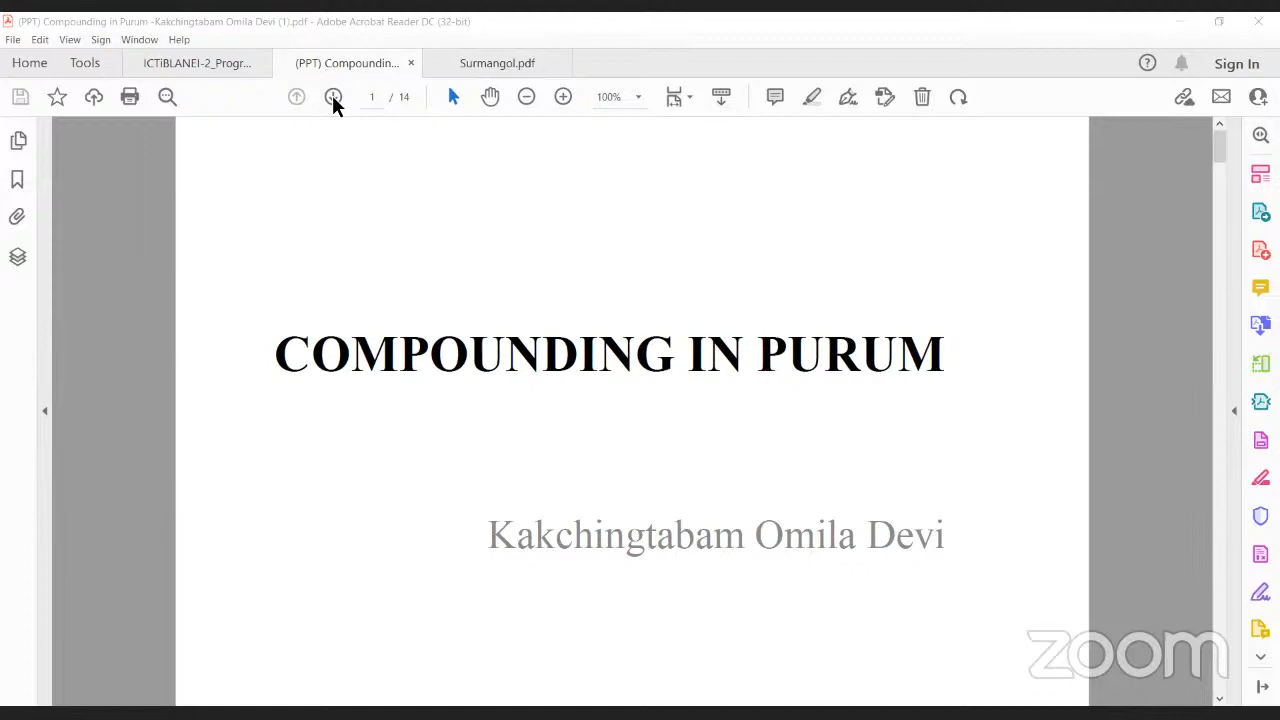 (PPT) Compounding in Purum -Kakchingtabam Omila Devi (1).pdf - Adobe Acrobat Reader DC (32-bit)
File Edit View Sign Window Help
Home Tools ICTiBLANEI-2_Progr... (PPT) Compoundin... × Surmangol.pdf Sign In
1 / 14 100%
COMPOUNDING IN PURUM
Kakchingtabam Omila Devi
zoom